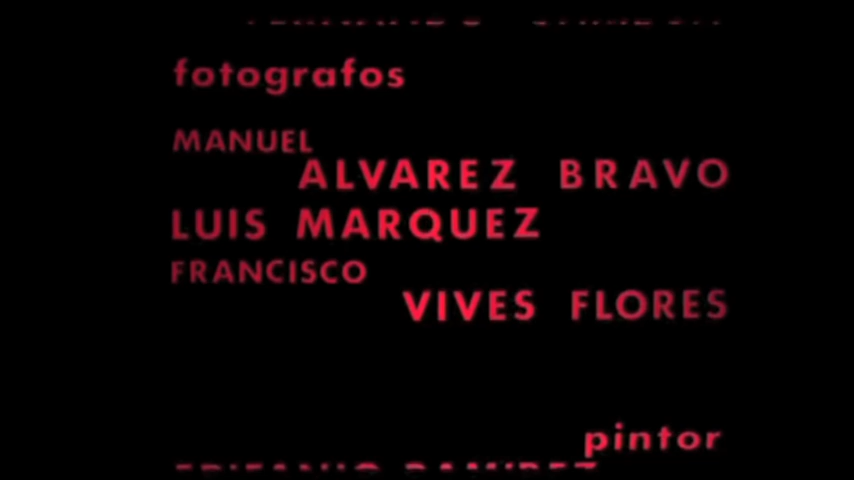 fotografos
MANUEL
ALVAREZ BRAVO
LUIS MARQUEZ
FRANCISCO
VIVES FLORES
pintor